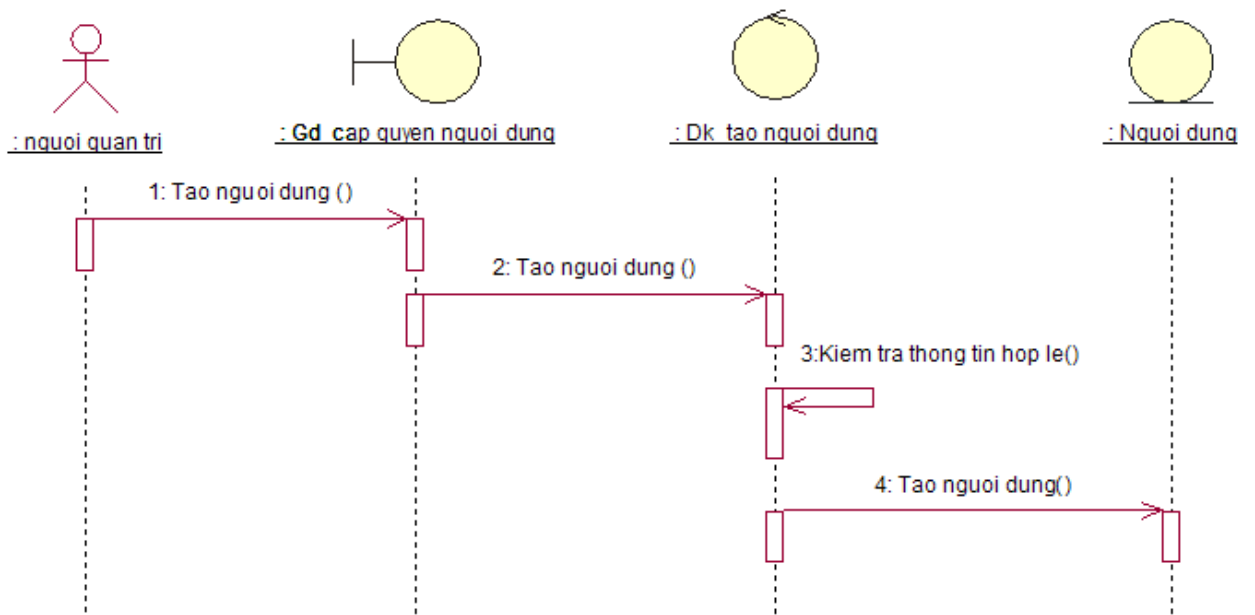 : nguoi quan tri
: Gd_cap quyen nguoi dung
: Dk_tao nguoi dung
: Nguoi dung
1: Tao nguoi dung ()
2: Tao nguoi dung ()
3:Kiem tra thong tin hop le()
4: Tao nguoi dung()